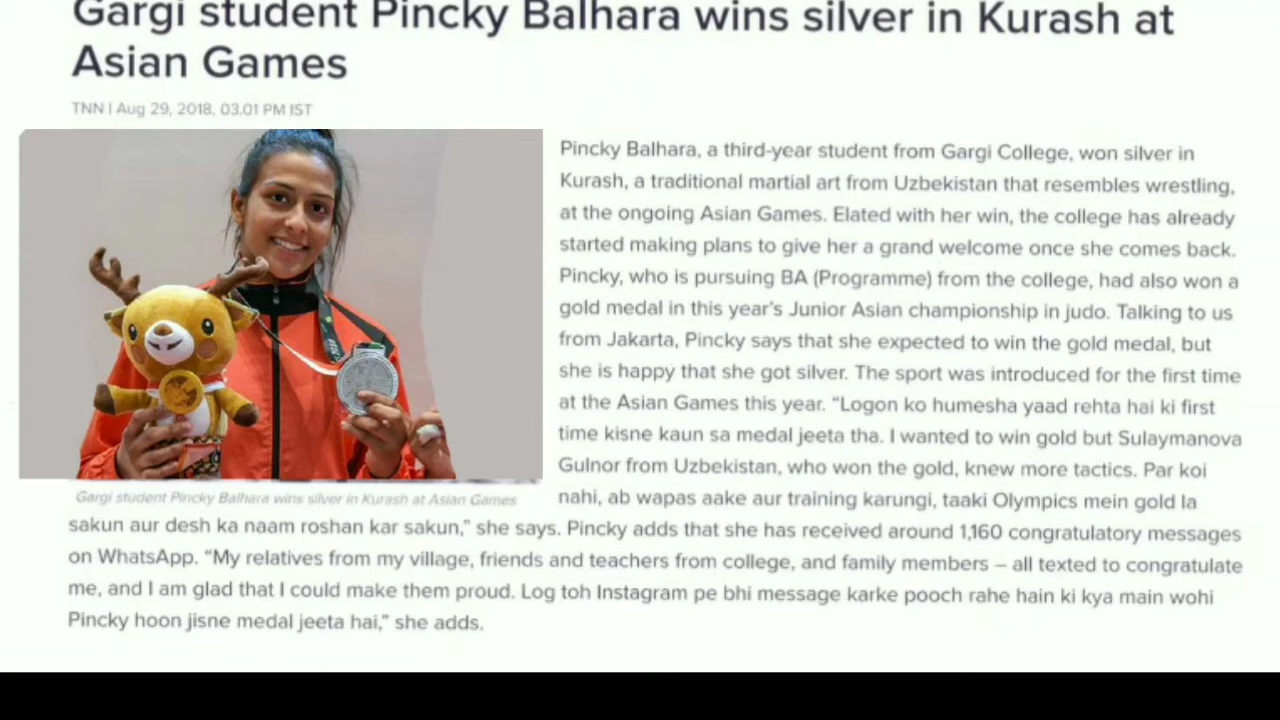 Gargi student Pincky Balhara wins silver in Kurash at
Asian Games
TNN | Aug 29, 2018, 03.01 PM IST
Pincky Balhara, a third-year student from Gargi College, won silver in
Kurash, a traditional martial art from Uzbekistan that resembles wrestling,
at the ongoing Asian Games. Elated with her win, the college has already
started making plans to give her a grand welcome once she comes back.
Pincky, who is pursuing BA (Programme) from the college, had also won a
gold medal in this year's Junior Asian championship in judo. Talking to us
from Jakarta, Pincky says that she expected to win the gold medal, but
she is happy that she got silver. The sport was introduced for the first time
at the Asian Games this year. “Logon ko humesha yaad rehta hai ki first
time kisne kaun sa medal jeeta tha. I wanted to win gold but Sulaymanova
Gulnor from Uzbekistan, who won the gold, knew more tactics. Par koi
nahi, ab wapas aake aur training karungi, taaki Olympics mein gold la
Gargi student Pincky Balhara wins silver in Kurash at Asian Games
sakun aur desh ka naam roshan kar sakun,” she says. Pincky adds that she has received around 1,160 congratulatory messages
on WhatsApp. “My relatives from my village, friends and teachers from college, and family members – all texted to congratulate
me, and I am glad that I could make them proud. Log toh Instagram pe bhi message karke pooch rahe hain ki kya main wohi
Pincky hoon jisne medal jeeta hai,” she adds.